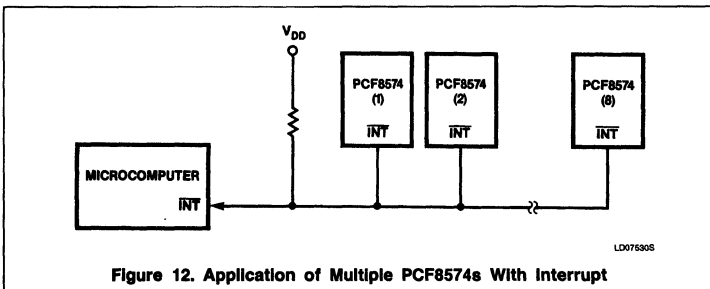 V_DD
PCF8574
(1)
INT
PCF8574
(2)
INT
PCF8574
(8)
INT
MICROCOMPUTER
INT
LD07530S
Figure 12. Application of Multiple PCF8574s With Interrupt